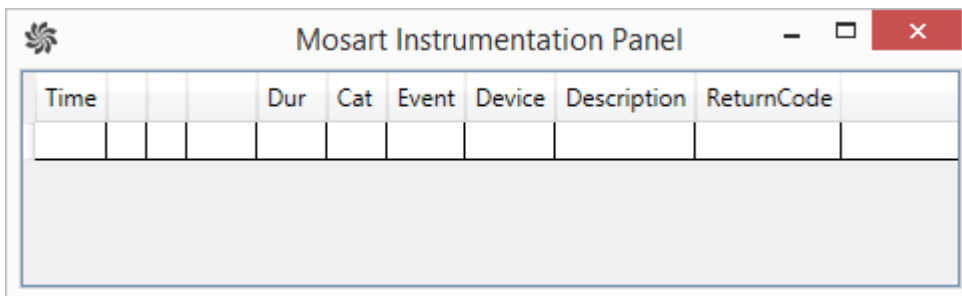 Mosart Instrumentation Panel
Time Dur Cat Event Device Description ReturnCode